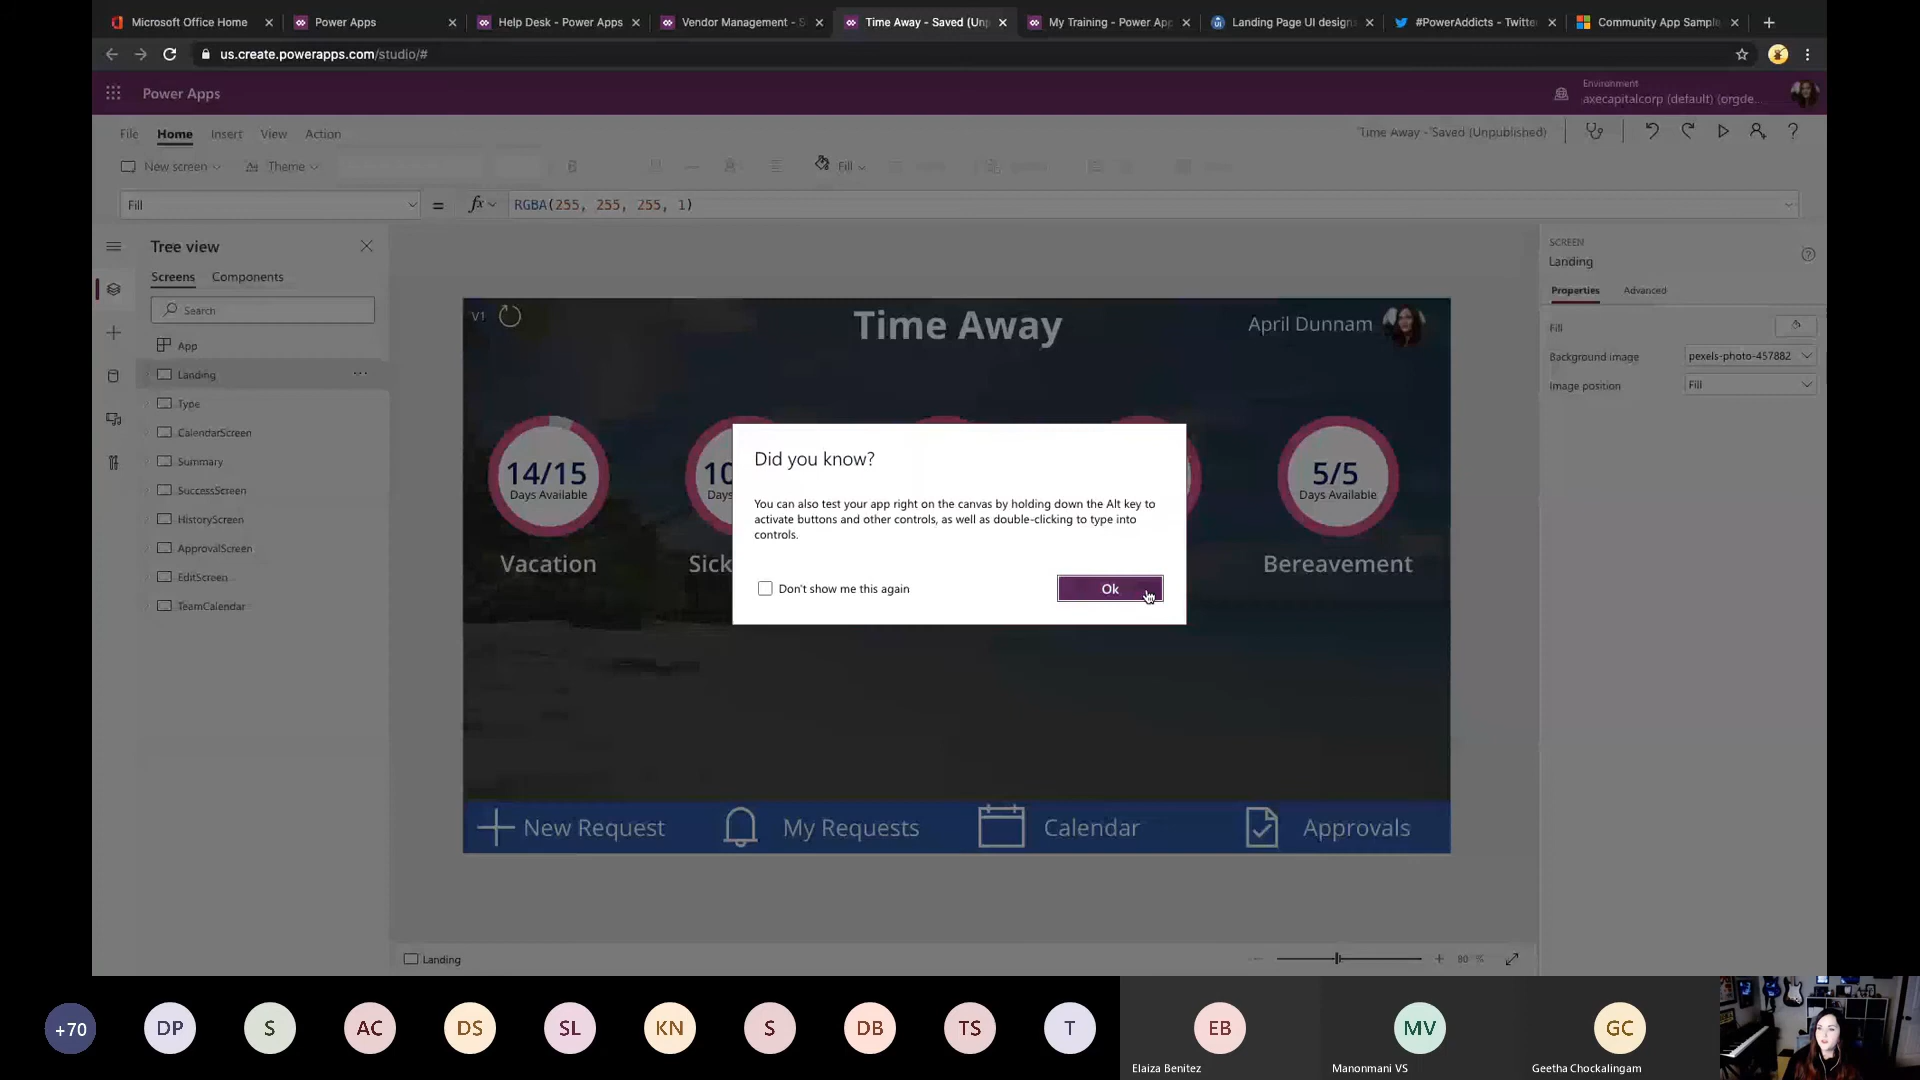 Microsoft Office Home
Power Apps
Help Desk - Power Apps
Vendor Management - S
Time Away - Saved (Unp
My Training - Power App
Landing Page UI design
#PowerAddicts - Twitte
Community App Sample
us.create.powerapps.com/studio/#
Power Apps
Environment
axecapitalcorp (default) (orgde...
File
Home
Insert
View
Action
Time Away - Saved (Unpublished)
New screen
Theme
Fill
Fill
=
fx
RGBA(255, 255, 255, 1)
Tree view
Screens
Components
Search
App
Landing
Type
CalendarScreen
Summary
SuccessScreen
HistoryScreen
ApprovalScreen
EditScreen
TeamCalendar
V1
Time Away
April Dunnam
14/15
Days Available
Vacation
10
Days
Sick
5/5
Days Available
Bereavement
Did you know?
You can also test your app right on the canvas by holding down the Alt key to
activate buttons and other controls, as well as double-clicking to type into
controls.
Don't show me this again
Ok
New Request
My Requests
Calendar
Approvals
SCREEN
Landing
Properties
Advanced
Fill
Background image
pexels-photo-457882
Image position
Fill
Landing
80 %
+70
DP
S
AC
DS
SL
KN
S
DB
TS
T
EB
Elaiza Benitez
MV
Manonmani VS
GC
Geetha Chockalingam